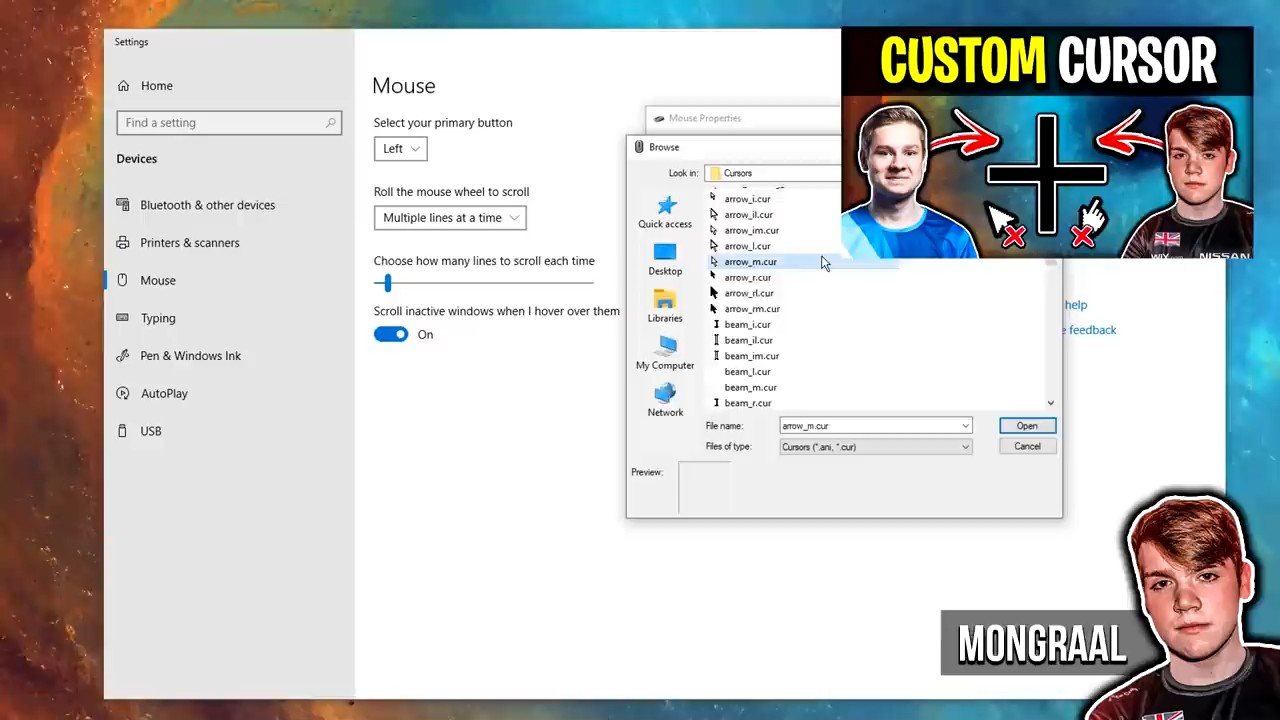 Settings
Home
Find a setting
Devices
Bluetooth & other devices
Printers & scanners
Mouse
Typing
Pen & Windows Ink
AutoPlay
USB
Mouse
Select your primary button
Left
Roll the mouse wheel to scroll
Multiple lines at a time
Choose how many lines to scroll each time
Scroll inactive windows when I hover over them
On
Mouse Properties
Browse
Look in: Cursors
Quick access
Desktop
Libraries
My Computer
Network
arrow_i.cur
arrow_il.cur
arrow_im.cur
arrow_l.cur
arrow_m.cur
arrow_r.cur
arrow_rl.cur
arrow_rm.cur
beam_i.cur
beam_il.cur
beam_im.cur
beam_l.cur
beam_m.cur
beam_r.cur
File name: arrow_m.cur Open
Files of type: Cursors (*.ani, *.cur) Cancel
Preview:
help
feedback
CUSTOM CURSOR
NISSAN
MONGRAAL